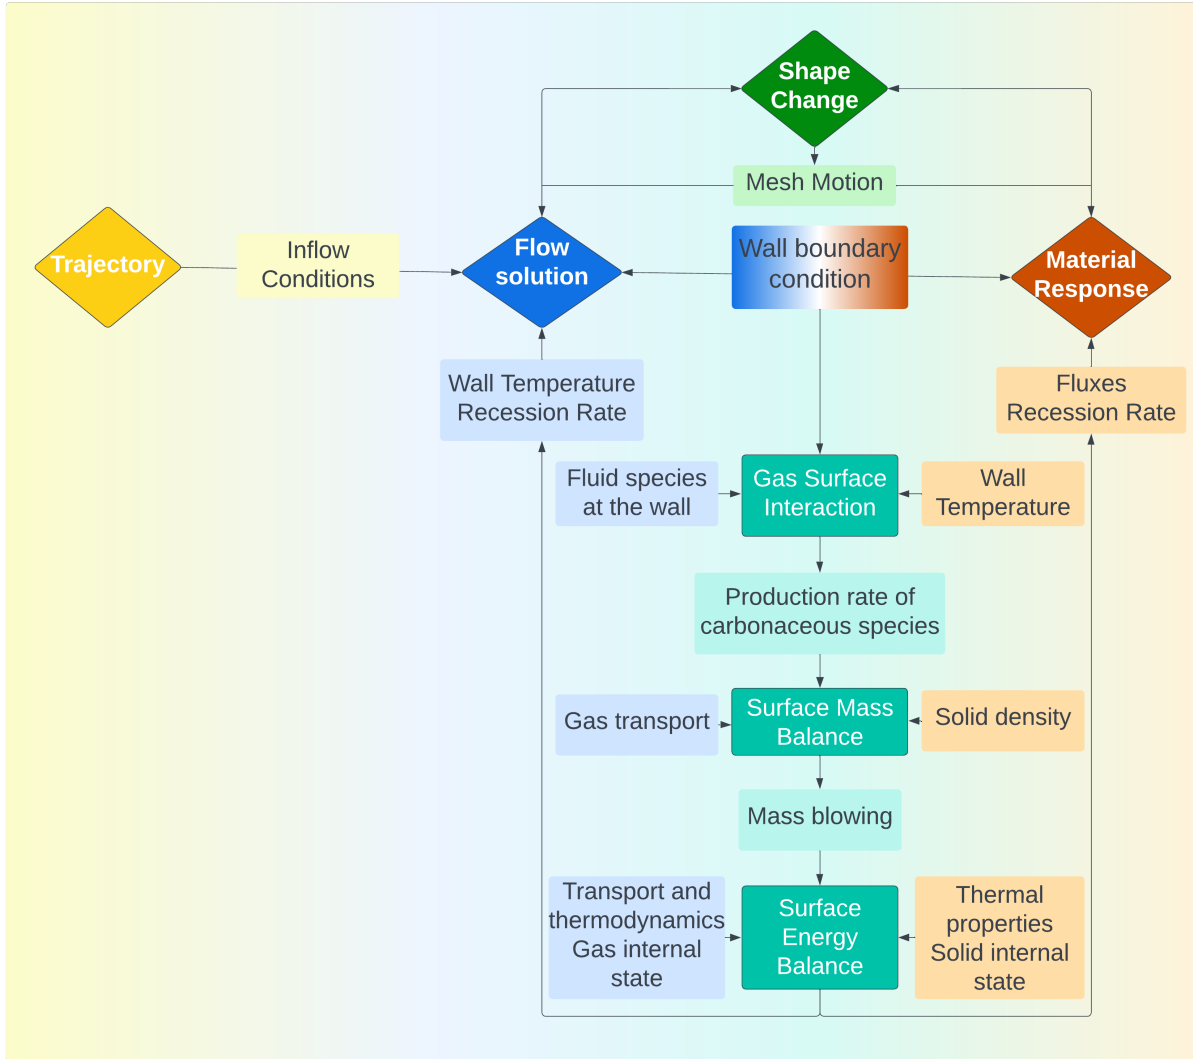 Shape
Change
Mesh Motion
Trajectory
Inflow
Conditions
Flow
solution
Wall boundary
condition
Material
Response
Wall Temperature
Recession Rate
Fluxes
Recession Rate
Fluid species
at the wall
Gas Surface
Interaction
Wall
Temperature
Production rate of
carbonaceous species
Gas transport
Surface Mass
Balance
Solid density
Mass blowing
Transport and
thermodynamics
Gas internal
state
Surface
Energy
Balance
Thermal
properties
Solid internal
state